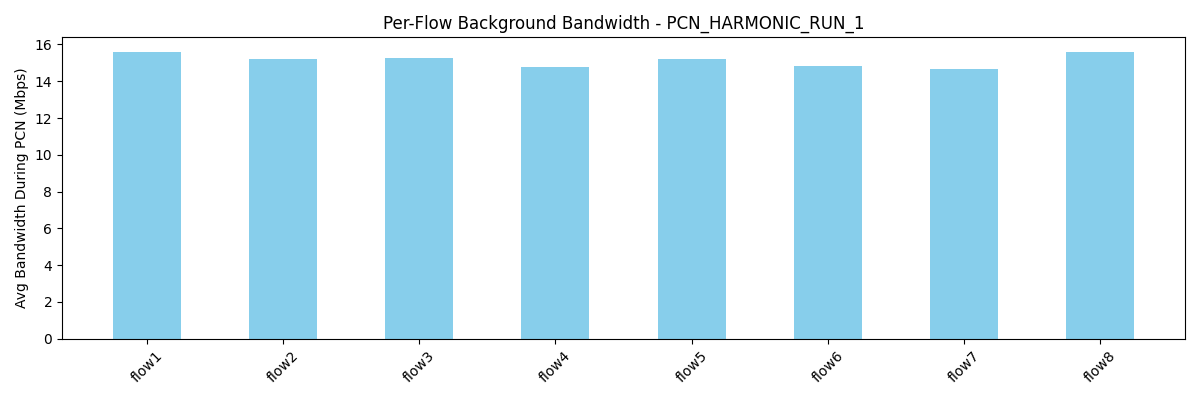 Per-Flow Background Bandwidth - PCN_HARMONIC_RUN_1
Avg Bandwidth During PCN (Mbps)
16
14
12
10
8
6
4
2
0
flow1
flow2
flow3
flow4
flow5
flow6
flow7
flow8